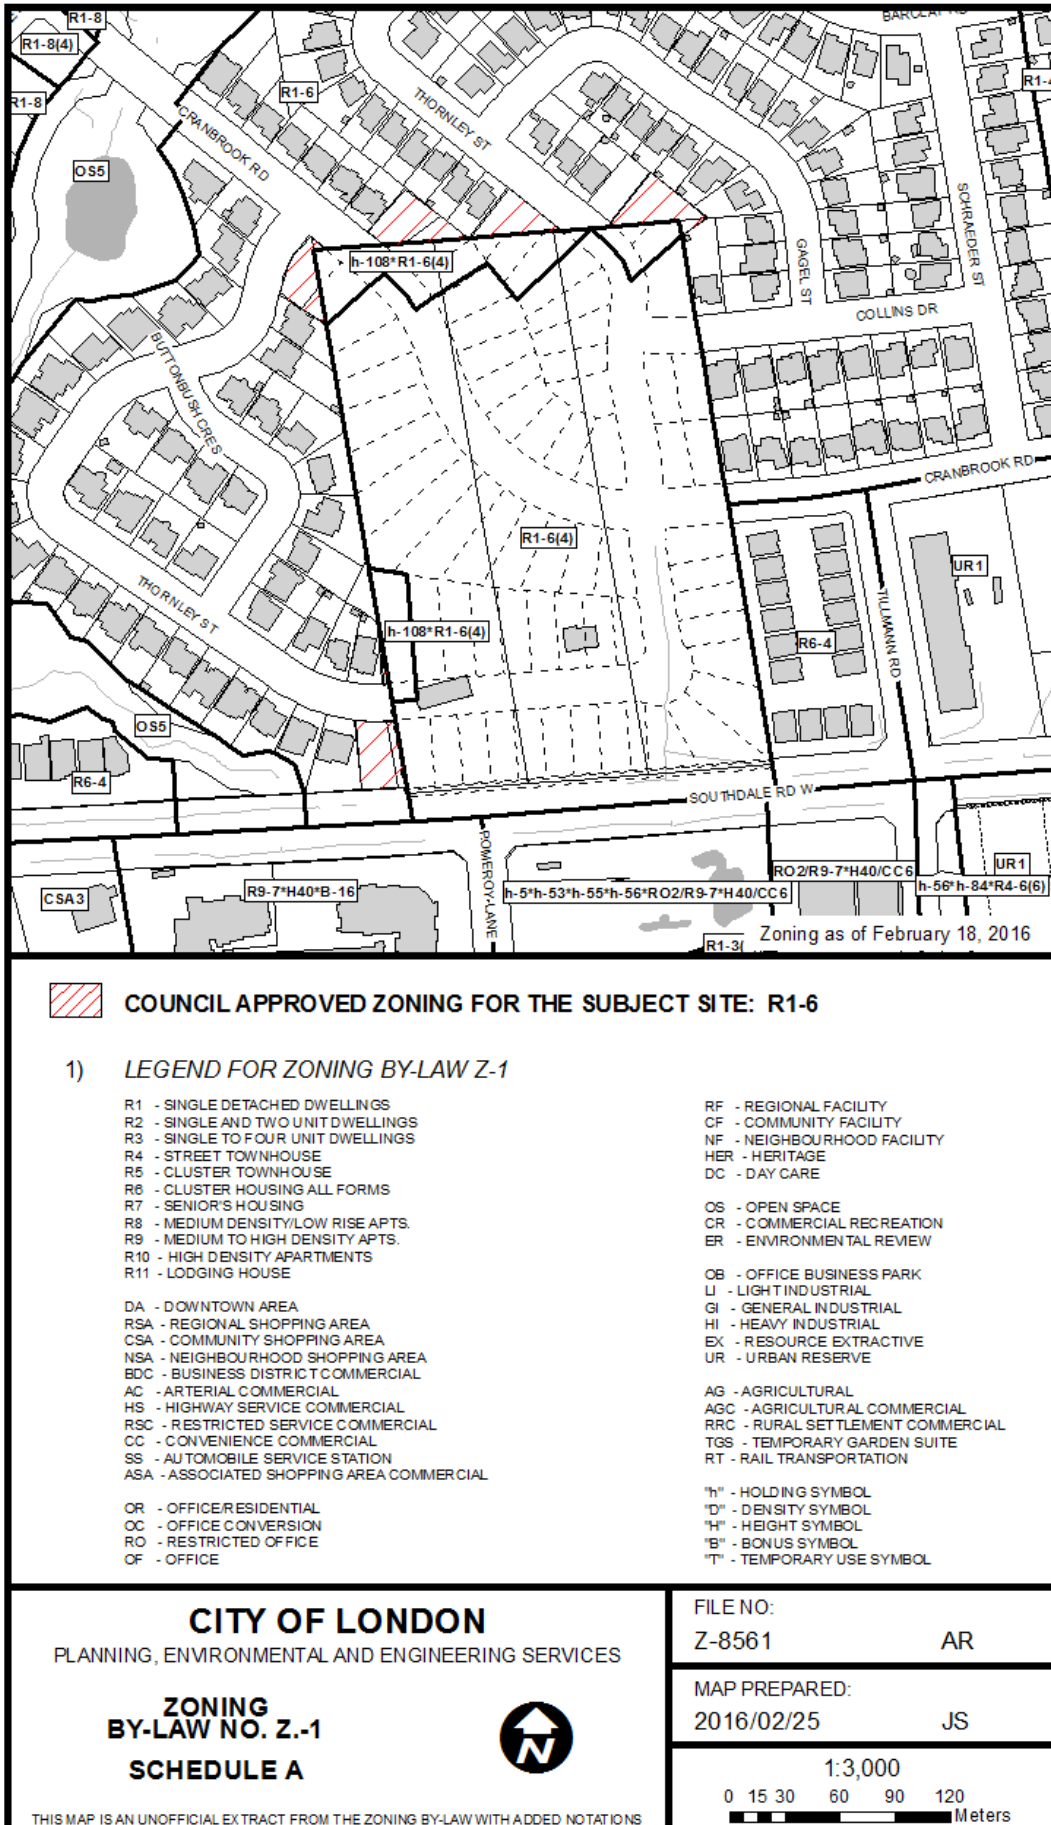 R1-8
BARCLAY RD
R1-8(4)
R1-6
R1-4
R1-8
THORNLEY ST
CRANBROOK RD
OS5
SCHRAEDER ST
GAGEL ST
h-108*R1-6(4)
COLLINS DR
BUTTONBUSH CRES
CRANBROOK RD
R1-6(4)
UR1
THORNLEY ST
TILLMANN RD
h-108*R1-6(4)
R6-4
OS5
R6-4
SOUTHDALE RD W
POMEROY LANE
CSA3
R9-7*H40*B-16
h-5*h-53*h-55*h-56*RO2/R9-7*H40/CC6
RO2/R9-7*H40/CC6
UR1
h-56*h-84*R4-6(6)
R1-3(
Zoning as of February 18, 2016
COUNCIL APPROVED ZONING FOR THE SUBJECT SITE: R1-6
1) LEGEND FOR ZONING BY-LAW Z-1
R1 - SINGLE DETACHED DWELLINGS
R2 - SINGLE AND TWO UNIT DWELLINGS
R3 - SINGLE TO FOUR UNIT DWELLINGS
R4 - STREET TOWNHOUSE
R5 - CLUSTER TOWNHOUSE
R6 - CLUSTER HOUSING ALL FORMS
R7 - SENIOR'S HOUSING
R8 - MEDIUM DENSITY/LOW RISE APTS.
R9 - MEDIUM TO HIGH DENSITY APTS.
R10 - HIGH DENSITY APARTMENTS
R11 - LODGING HOUSE
DA - DOWNTOWN AREA
RSA - REGIONAL SHOPPING AREA
CSA - COMMUNITY SHOPPING AREA
NSA - NEIGHBOURHOOD SHOPPING AREA
BDC - BUSINESS DISTRICT COMMERCIAL
AC - ARTERIAL COMMERCIAL
HS - HIGHWAY SERVICE COMMERCIAL
RSC - RESTRICTED SERVICE COMMERCIAL
CC - CONVENIENCE COMMERCIAL
SS - AUTOMOBILE SERVICE STATION
ASA - ASSOCIATED SHOPPING AREA COMMERCIAL
OR - OFFICE/RESIDENTIAL
OC - OFFICE CONVERSION
RO - RESTRICTED OFFICE
OF - OFFICE
RF - REGIONAL FACILITY
CF - COMMUNITY FACILITY
NF - NEIGHBOURHOOD FACILITY
HER - HERITAGE
DC - DAY CARE
OS - OPEN SPACE
CR - COMMERCIAL RECREATION
ER - ENVIRONMENTAL REVIEW
OB - OFFICE BUSINESS PARK
LI - LIGHT INDUSTRIAL
GI - GENERAL INDUSTRIAL
HI - HEAVY INDUSTRIAL
EX - RESOURCE EXTRACTIVE
UR - URBAN RESERVE
AG - AGRICULTURAL
AGC - AGRICULTURAL COMMERCIAL
RRC - RURAL SETTLEMENT COMMERCIAL
TGS - TEMPORARY GARDEN SUITE
RT - RAIL TRANSPORTATION
"h" - HOLDING SYMBOL
"D" - DENSITY SYMBOL
"H" - HEIGHT SYMBOL
"B" - BONUS SYMBOL
"T" - TEMPORARY USE SYMBOL
CITY OF LONDON
PLANNING, ENVIRONMENTAL AND ENGINEERING SERVICES
ZONING
BY-LAW NO. Z.-1
SCHEDULE A
N
THIS MAP IS AN UNOFFICIAL EXTRACT FROM THE ZONING BY-LAW WITH ADDED NOTATIONS
FILE NO:
Z-8561 AR
MAP PREPARED:
2016/02/25 JS
1:3,000
0 15 30 60 90 120
Meters